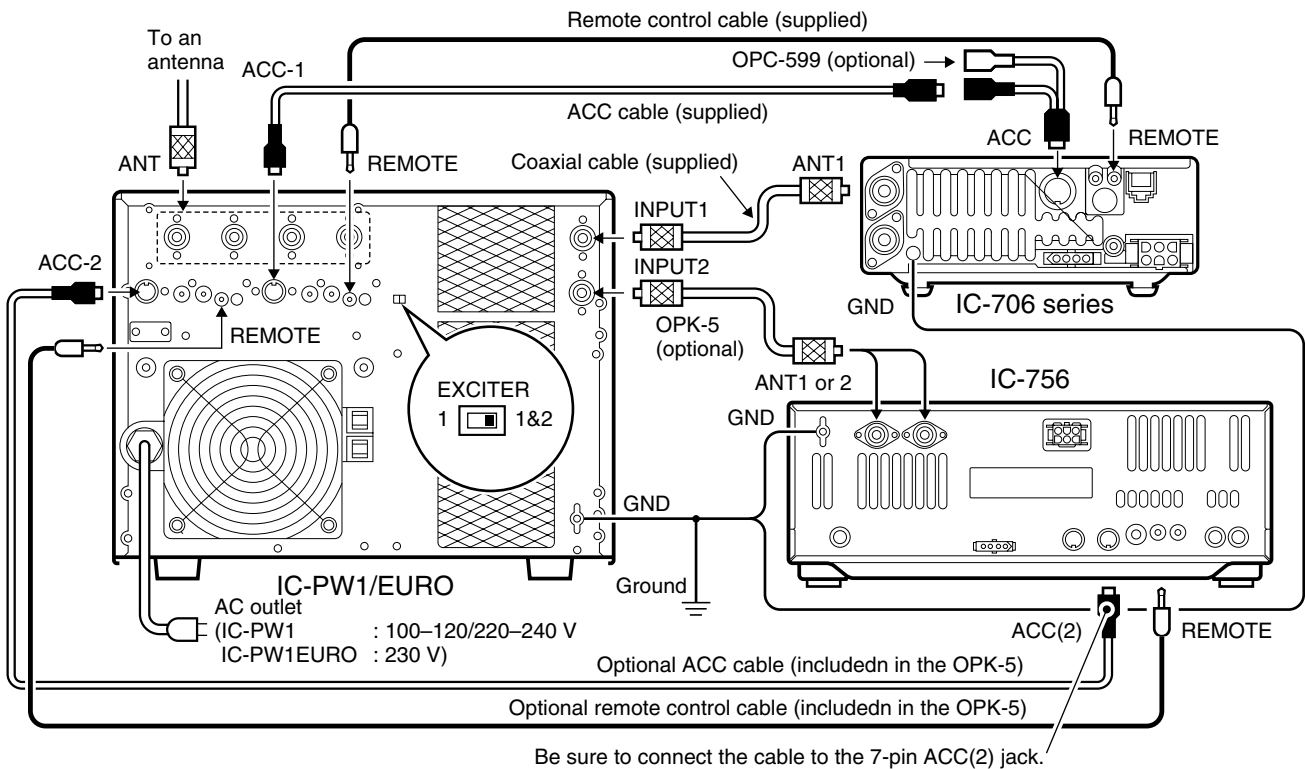 Remote control cable (supplied)
To an
antenna
OPC-599 (optional)
ACC-1
ACC cable (supplied)
ACC
REMOTE
ANT
REMOTE
Coaxial cable (supplied)
ANT1
INPUT1
ACC-2
INPUT2
GND
IC-706 series
REMOTE
OPK-5
(optional)
ANT1 or 2
IC-756
EXCITER
1 1&2
GND
GND
IC-PW1/EURO
Ground
AC outlet
(IC-PW1 : 100–120/220–240 V
IC-PW1EURO : 230 V)
ACC(2)
REMOTE
Optional ACC cable (includedn in the OPK-5)
Optional remote control cable (includedn in the OPK-5)
Be sure to connect the cable to the 7-pin ACC(2) jack.